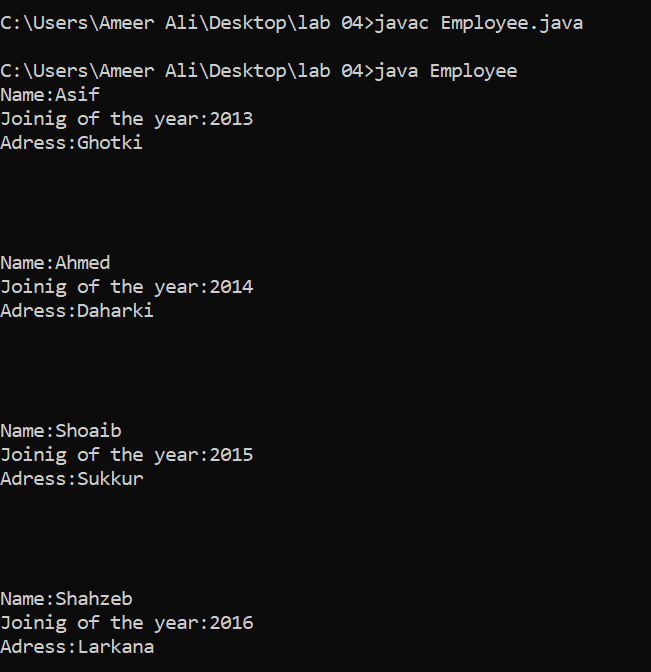 C:\Users\Ameer Ali\Desktop\lab 04>javac Employee.java
C:\Users\Ameer Ali\Desktop\lab 04>java Employee
Name:Asif
Joinig of the year:2013
Adress:Ghotki
Name:Ahmed
Joinig of the year:2014
Adress:Daharki
Name:Shoaib
Joinig of the year:2015
Adress:Sukkur
Name:Shahzeb
Joinig of the year:2016
Adress:Larkana